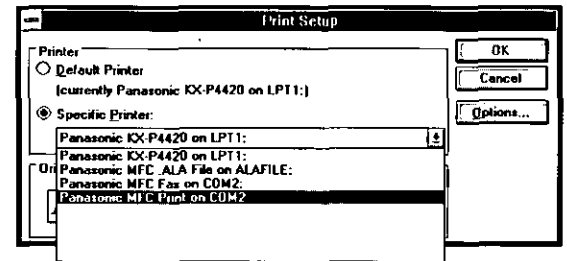 Print Setup
Printer
Default Printer
(currently Panasonic KX-P4420 on LPT1:)
Specific Printer:
Panasonic KX-P4420 on LPT1:
Panasonic KX-P4420 on LPT1:
Panasonic MFC .ALA File on ALAFILE:
Panasonic MFC Fax on COM2:
Panasonic MFC Print on COM2
Ori
OK
Cancel
Options...